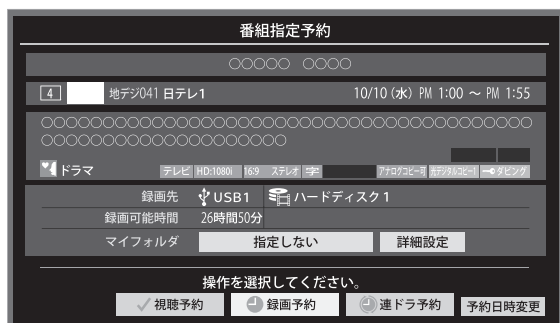 番組指定予約
○○○○○ ○○○○
4 地デジ041 日テレ1 10/10 (水) PM 1:00 ～ PM 1:55
○○○○○○○○○○○○○○○○○○○○○○○○○○○○○○○○○○○○○○○
○○○○○○○○○○○○○○○○○○○○
ドラマ テレビ HD:1080i 16:9 ステレオ 字 アナログコピー可 光デジタルコピー1 ダビング
録画先 USB1 ハードディスク1
録画可能時間 26時間50分
マイフォルダ 指定しない 詳細設定
操作を選択してください。
視聴予約 録画予約 連ドラ予約 予約日時変更